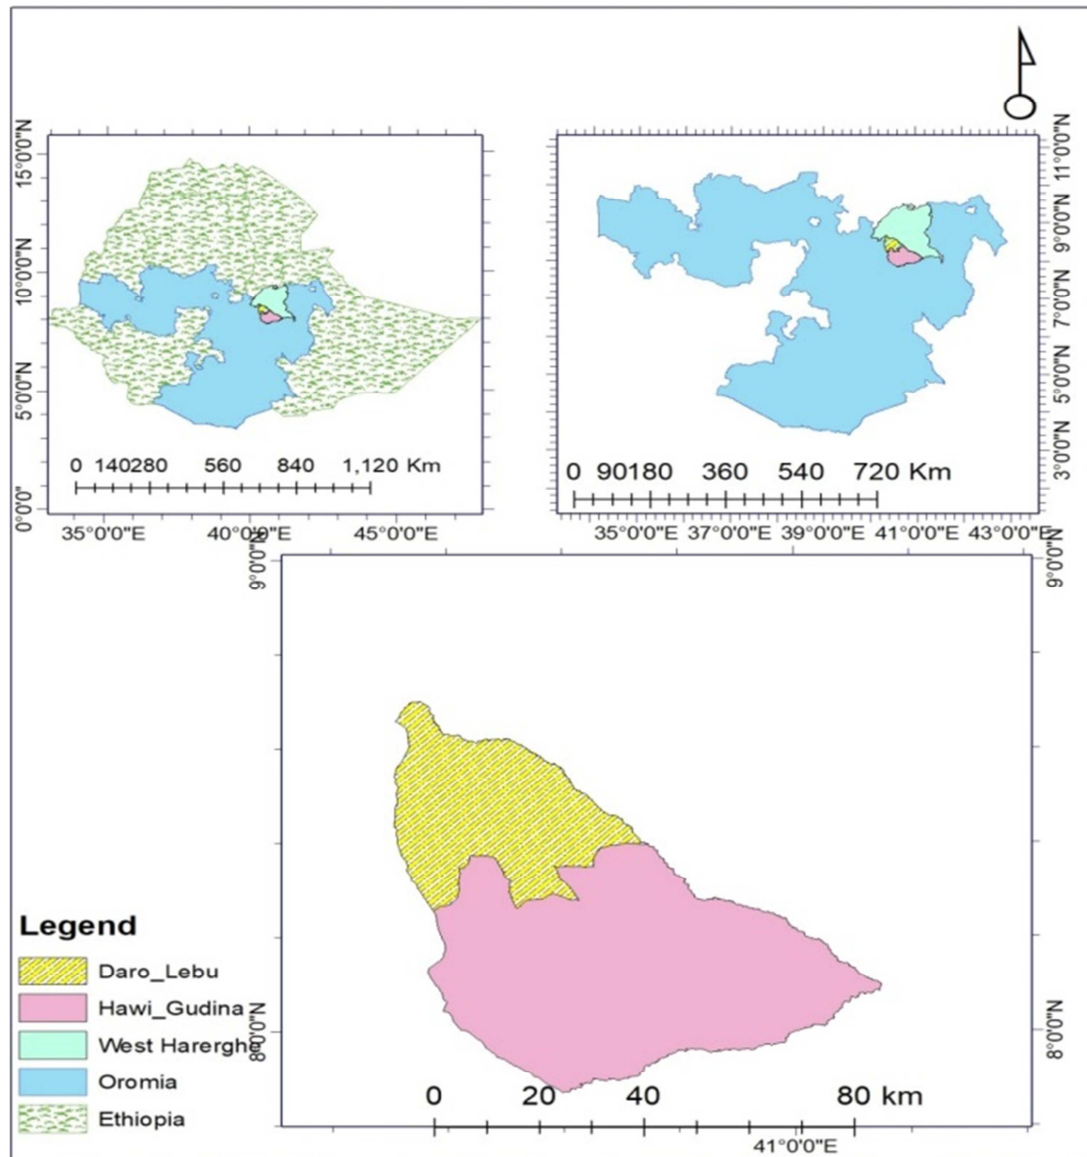 15°0'0"N
10°0'0"N
5°0'0"N
0°0'0"
0 140280 560 840 1,120 Km
35°0'0"E 40°0'0"E 45°0'0"E
11°0'0"N
9°0'0"N
7°0'0"N
5°0'0"N
3°0'0"N
0 90180 360 540 720 Km
35°0'0"E 37°0'0"E 39°0'0"E 41°0'0"E 43°0'0"E
9°0'0"N
9°0'0"N
Legend
Daro_Lebu
Hawi_Gudina
West Harerghe
Oromia
Ethiopia
8°0'0"N
8°0'0"N
0 20 40 80 km
41°0'0"E